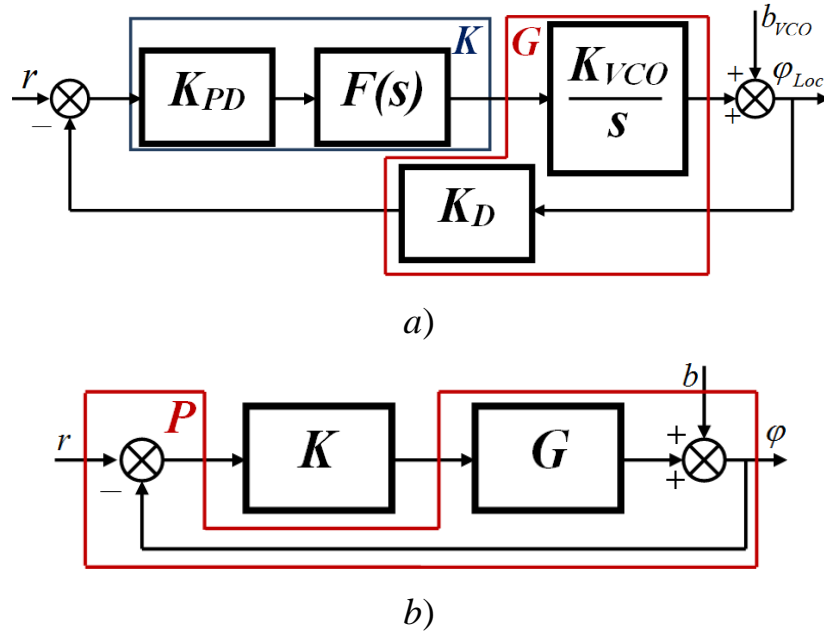 K G b_VCO
r K_PD F(s) K_VCO/s + + φ_Loc
−
K_D
a)
b
P r K G + + φ
−
b)